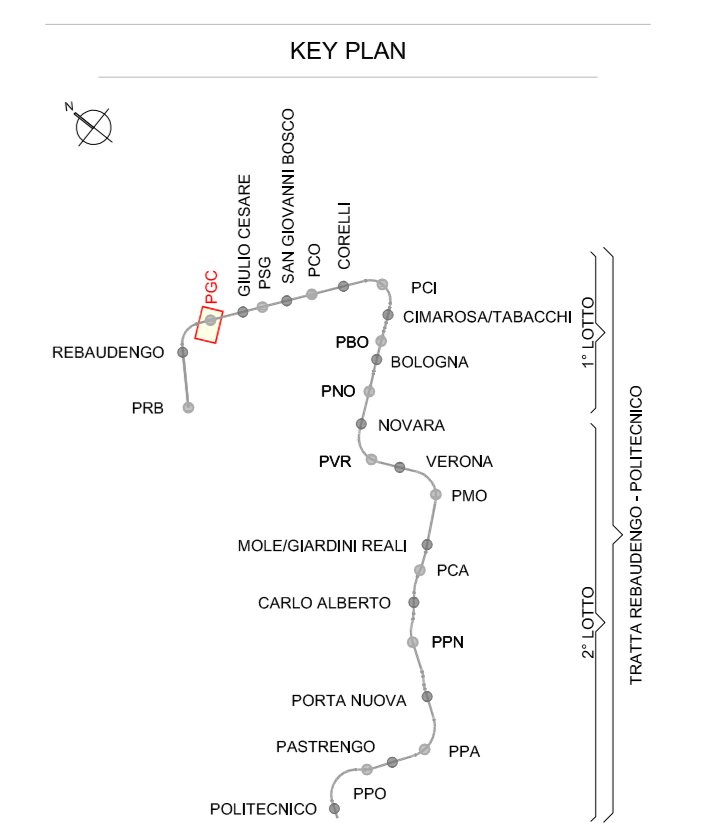 KEY PLAN
N
PGC
GIULIO CESARE
PSG
SAN GIOVANNI BOSCO
PCO
CORELLI
PCI
CIMAROSA/TABACCHI
PBO
REBAUDENGO
BOLOGNA
PNO
PRB
NOVARA
PVR
VERONA
PMO
MOLE/GIARDINI REALI
PCA
CARLO ALBERTO
PPN
PORTA NUOVA
PASTRENGO
PPA
PPO
POLITECNICO
1° LOTTO
2° LOTTO
TRATTA REBAUDENGO - POLITECNICO